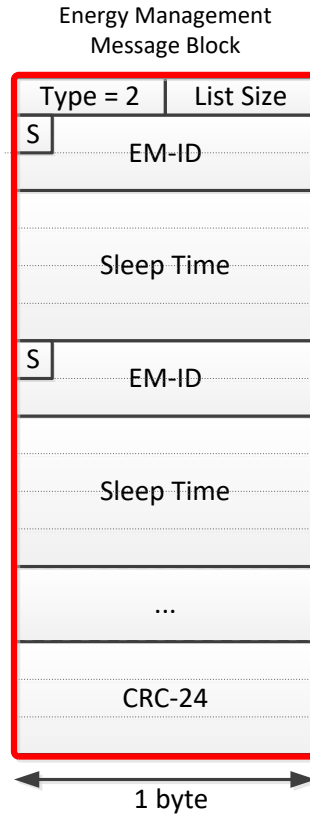 Energy Management
Message Block
Type = 2 List Size
S
EM-ID
Sleep Time
S
EM-ID
Sleep Time
...
CRC-24
1 byte